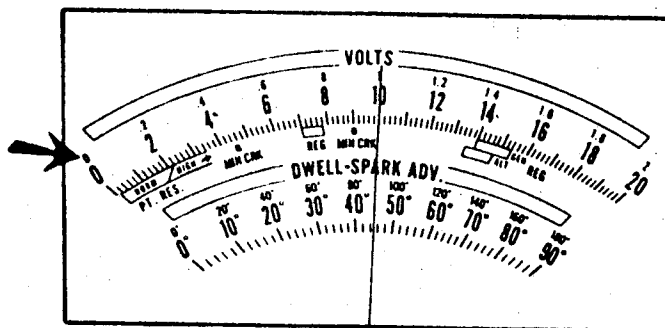 VOLTS
0 .2 .4 .6 .8 1.2 1.4 1.6 1.8 2
0 2 4 6 8 10 12 14 16 18 20
NORM HIGH MIN CRK REG MIN CRK GEN REG
PT. RES. ALT
DWELL-SPARK ADV.
0° 20° 40° 60° 80° 100° 120° 140° 160° 180°
0° 10° 20° 30° 40° 50° 60° 70° 80° 90°